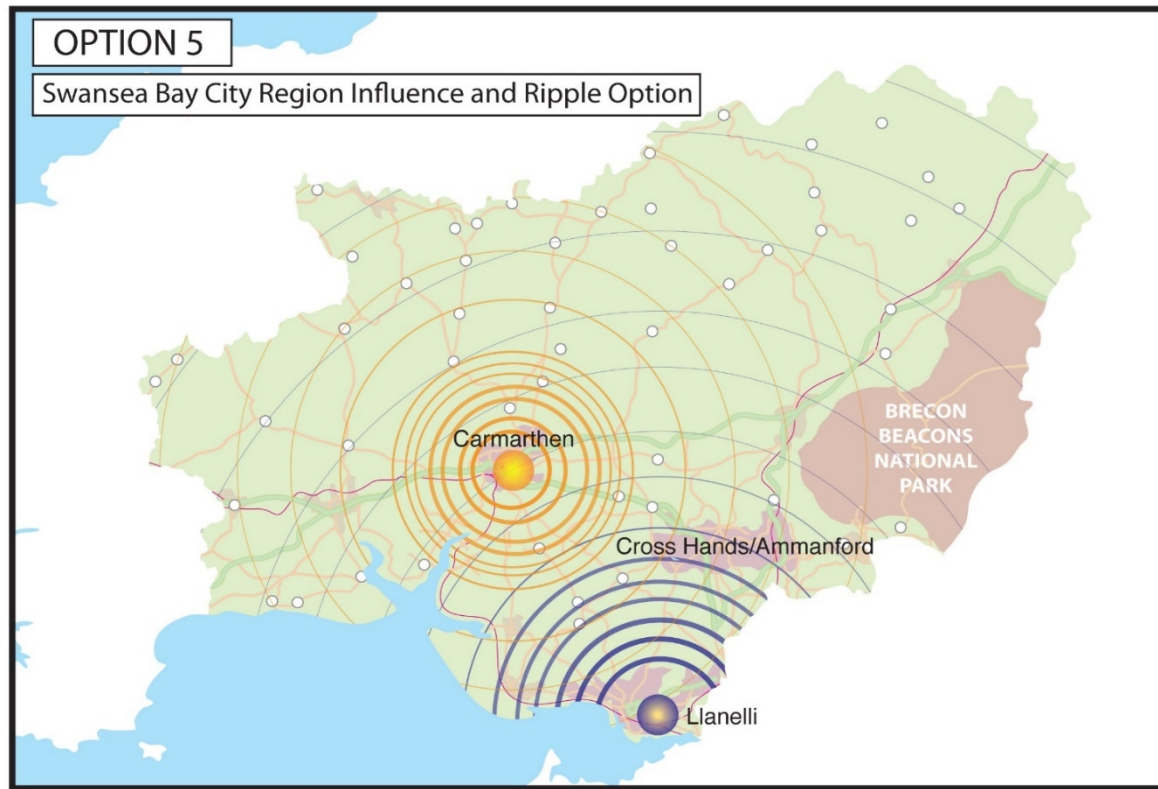 OPTION 5
Swansea Bay City Region Influence and Ripple Option
Carmarthen
BRECON
BEACONS
NATIONAL
PARK
Cross Hands/Ammanford
Llanelli